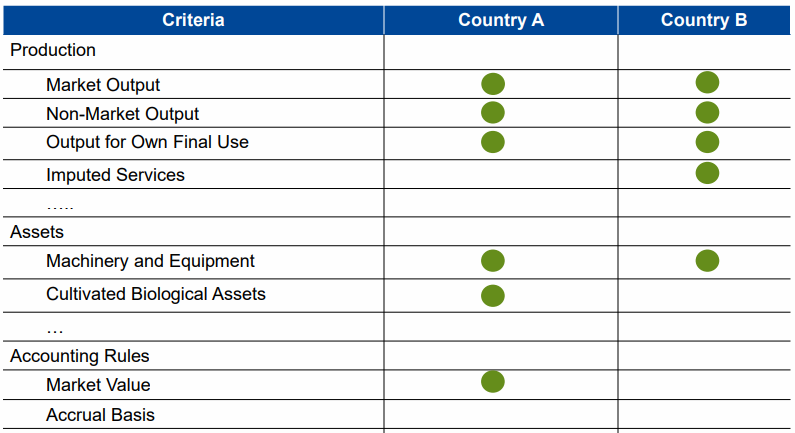 Criteria Country A Country B
Production
Market Output
Non-Market Output
Output for Own Final Use
Imputed Services
.....
Assets
Machinery and Equipment
Cultivated Biological Assets
...
Accounting Rules
Market Value
Accrual Basis